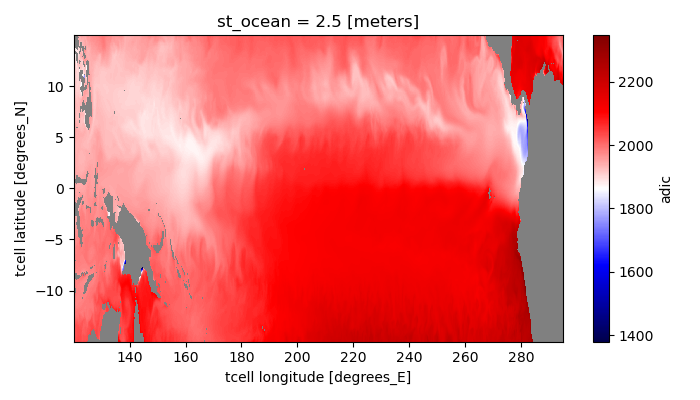 st_ocean = 2.5 [meters]
10
5
0
−5
−10
tcell latitude [degrees_N]
140 160 180 200 220 240 260 280
tcell longitude [degrees_E]
2200
2000
1800
1600
1400
adic